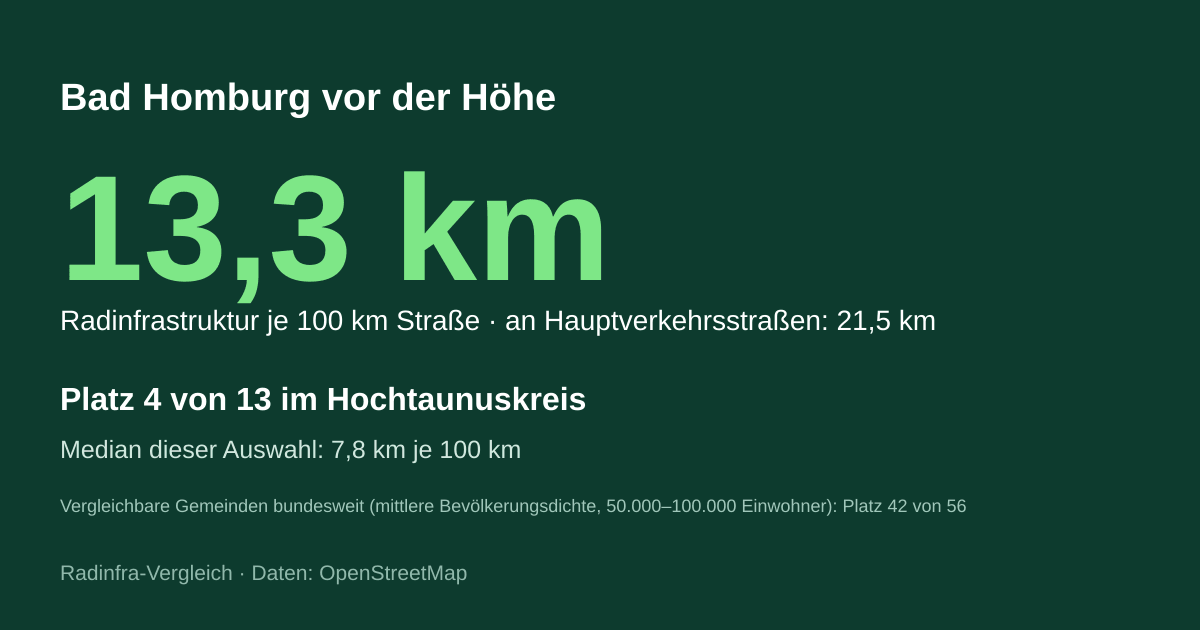 Bad Homburg vor der Höhe
13,3 km
Radinfrastruktur je 100 km Straße · an Hauptverkehrsstraßen: 21,5 km
Platz 4 von 13 im Hochtaunuskreis
Median dieser Auswahl: 7,8 km je 100 km
Vergleichbare Gemeinden bundesweit (mittlere Bevölkerungsdichte, 50.000–100.000 Einwohner): Platz 42 von 56
Radinfra-Vergleich · Daten: OpenStreetMap